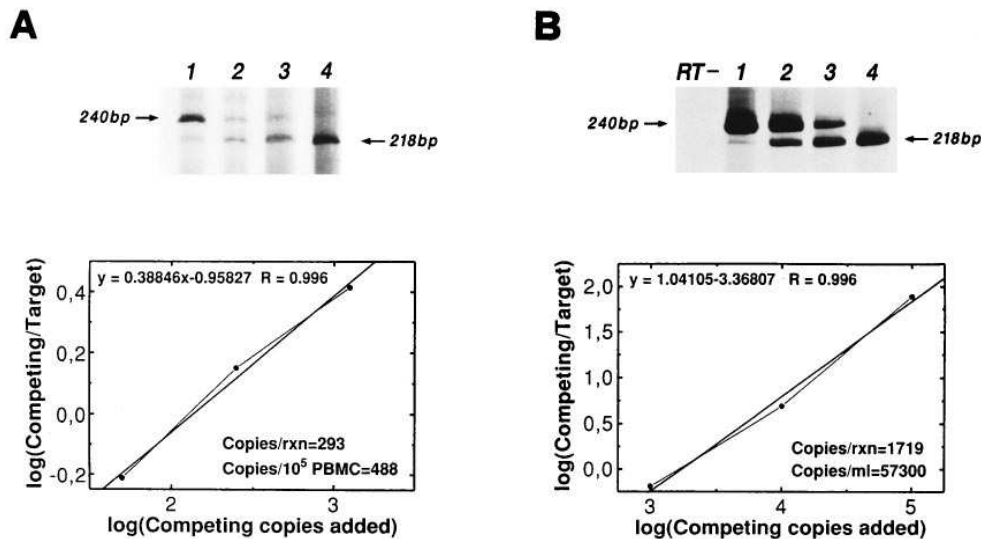 A
1 2 3 4
240bp
218bp
y = 0.38846x-0.95827 R = 0.996
log(Competing/Target)
0,4
0,2
0,0
-0,2
Copies/rxn=293
Copies/10⁵ PBMC=488
2 3
log(Competing copies added)
B
RT- 1 2 3 4
240bp
218bp
y = 1.04105-3.36807 R = 0.996
log(Competing/Target)
2,0
1,5
1,0
0,5
0,0
Copies/rxn=1719
Copies/ml=57300
3 4 5
log(Competing copies added)